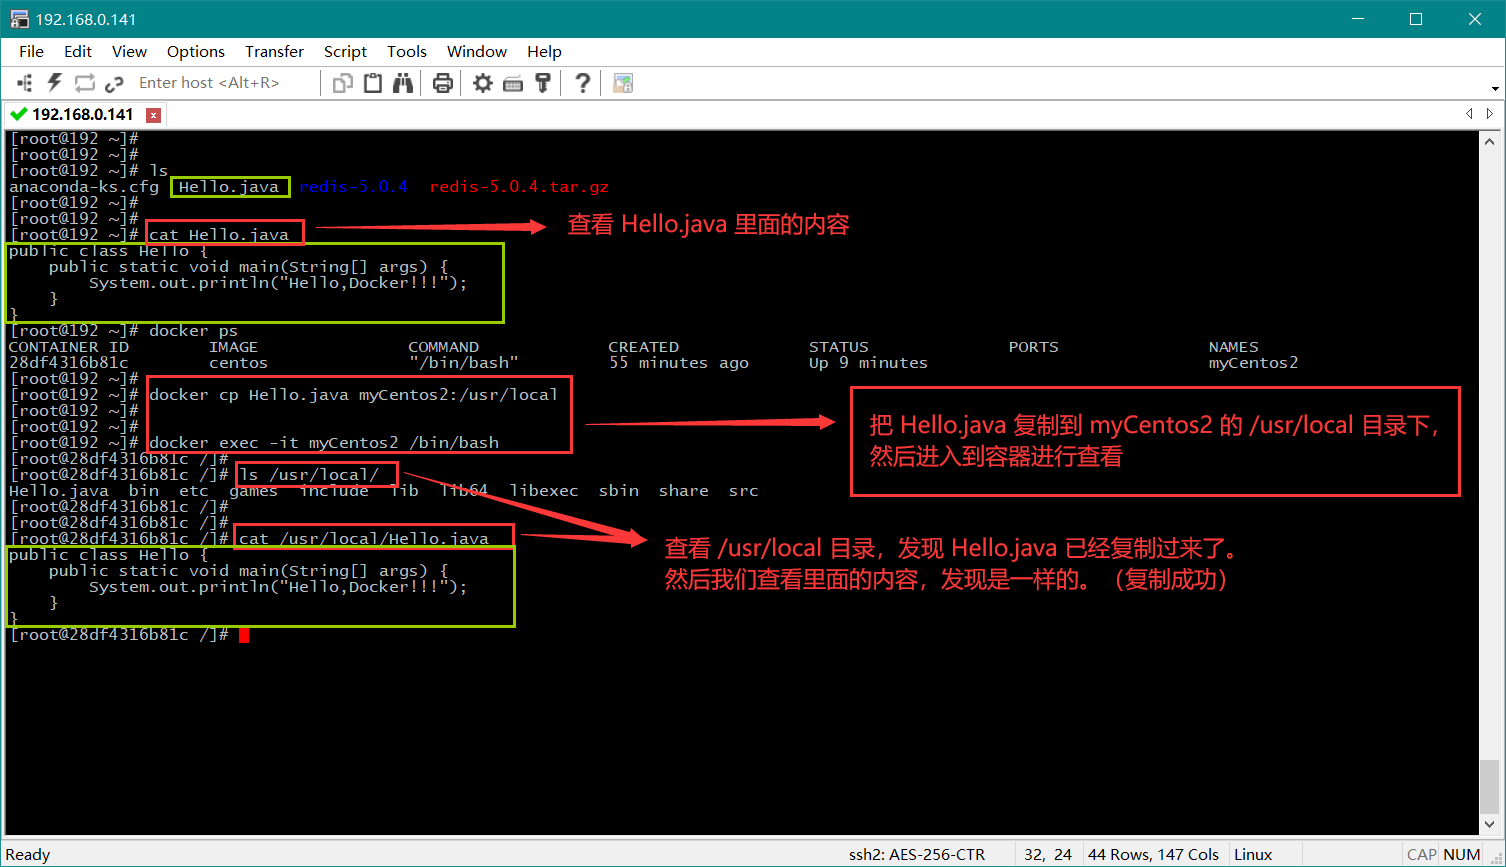 192.168.0.141
File Edit View Options Transfer Script Tools Window Help
Enter host <Alt+R>
192.168.0.141
[root@192 ~]#
[root@192 ~]#
[root@192 ~]# ls
anaconda-ks.cfg Hello.java redis-5.0.4 redis-5.0.4.tar.gz
[root@192 ~]#
[root@192 ~]#
[root@192 ~]# cat Hello.java
查看 Hello.java 里面的内容
public class Hello {
    public static void main(String[] args) {
        System.out.println("Hello,Docker!!!");
    }
}
[root@192 ~]# docker ps
CONTAINER ID IMAGE COMMAND CREATED STATUS PORTS NAMES
28df4316b81c centos "/bin/bash" 55 minutes ago Up 9 minutes myCentos2
[root@192 ~]#
[root@192 ~]# docker cp Hello.java myCentos2:/usr/local
[root@192 ~]#
[root@192 ~]#
[root@192 ~]# docker exec -it myCentos2 /bin/bash
把 Hello.java 复制到 myCentos2 的 /usr/local 目录下，
然后进入到容器进行查看
[root@28df4316b81c /]#
[root@28df4316b81c /]# ls /usr/local/
Hello.java bin etc games include lib lib64 libexec sbin share src
[root@28df4316b81c /]#
[root@28df4316b81c /]#
[root@28df4316b81c /]# cat /usr/local/Hello.java
查看 /usr/local 目录，发现 Hello.java 已经复制过来了。
然后我们查看里面的内容，发现是一样的。（复制成功）
public class Hello {
    public static void main(String[] args) {
        System.out.println("Hello,Docker!!!");
    }
}
[root@28df4316b81c /]#
Ready ssh2: AES-256-CTR 32, 24 44 Rows, 147 Cols Linux CAP NUM